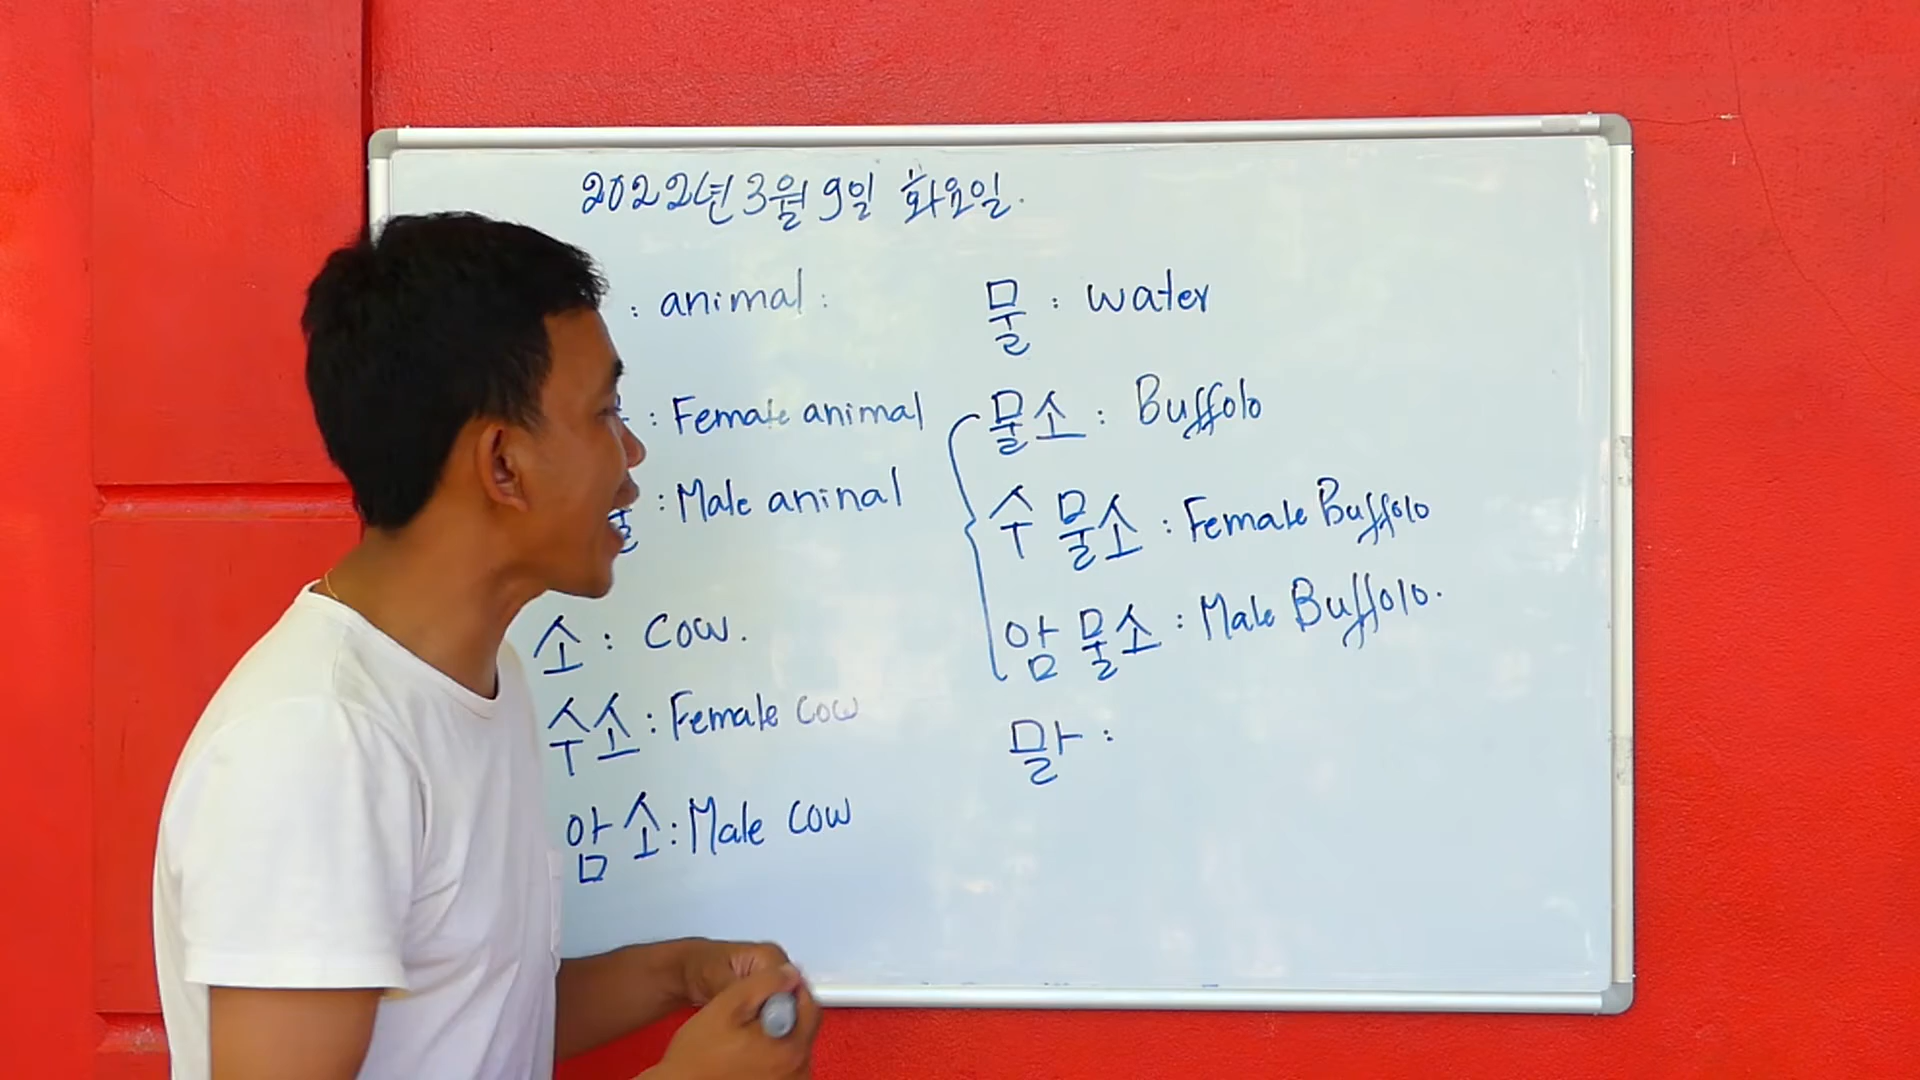 2022년 3월 9일 화요일.
: animal :
: Female animal
: Male aninal
소 : Cow.
수소 : Female cow
암소 : Male cow
물 : water
물소 : Buffolo
수물소 : Female Buffolo
암물소 : Male Buffolo.
말 :